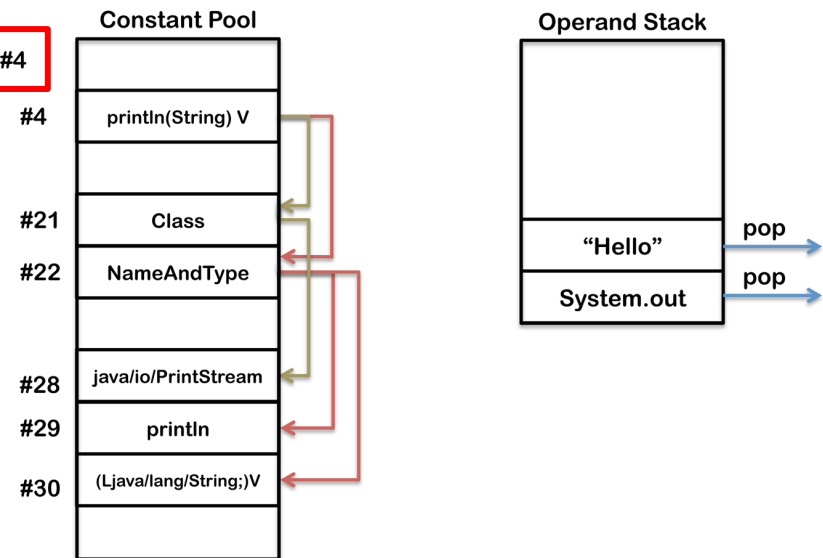 Constant Pool
#4
#4
println(String) V
#21
Class
#22
NameAndType
#28
java/io/PrintStream
#29
println
#30
(Ljava/lang/String;)V
Operand Stack
“Hello”
pop
System.out
pop